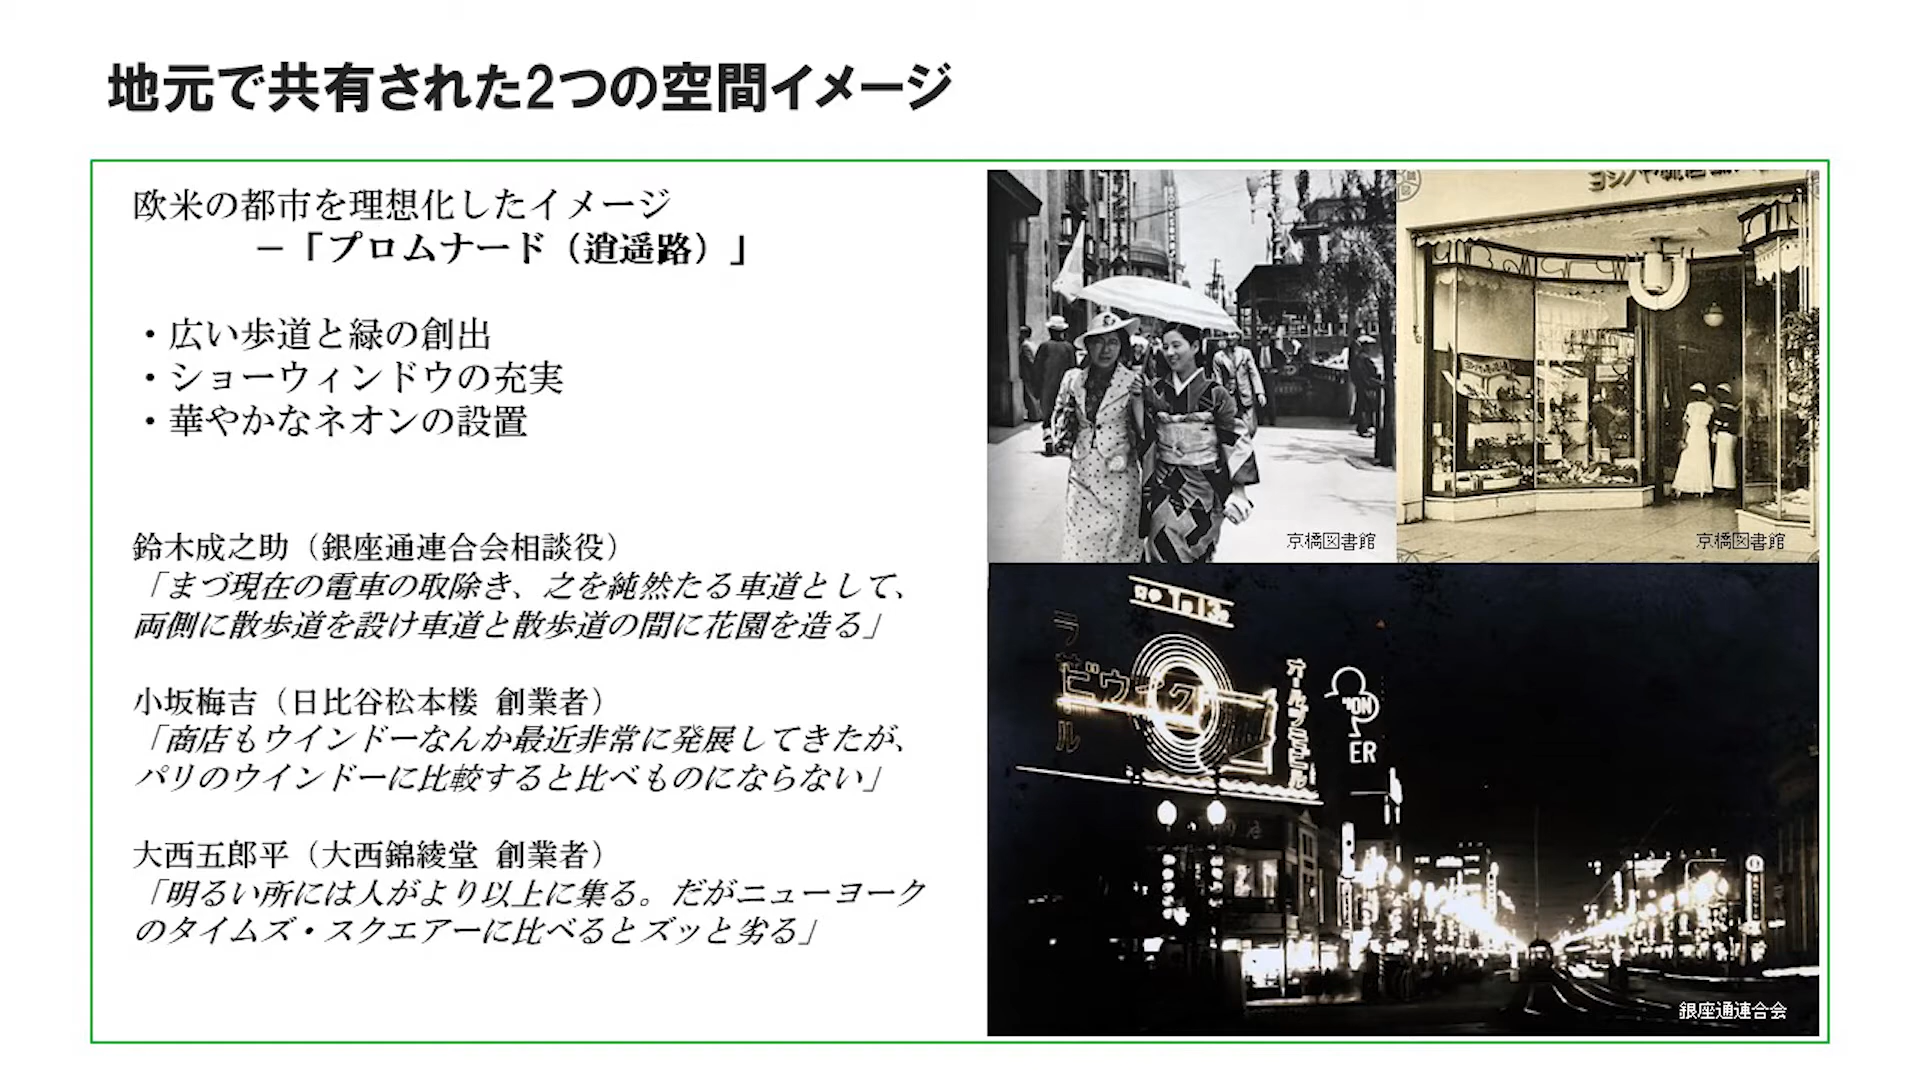 地元で共有された2つの空間イメージ
欧米の都市を理想化したイメージ
－「プロムナード（逍遥路）」
・広い歩道と緑の創出
・ショーウィンドウの充実
・華やかなネオンの設置
鈴木成之助（銀座通連合会相談役）
「まづ現在の電車の取除き、之を純然たる車道として、
両側に散歩道を設け車道と散歩道の間に花園を造る」
小坂梅吉（日比谷松本楼 創業者）
「商店もウインドーなんか最近非常に発展してきたが、
パリのウインドーに比較すると比べものにならない」
大西五郎平（大西錦綾堂 創業者）
「明るい所には人がより以上に集る。だがニューヨーク
のタイムズ・スクエアーに比べるとズッと劣る」
京橋図書館
京橋図書館
ER
銀座通連合会